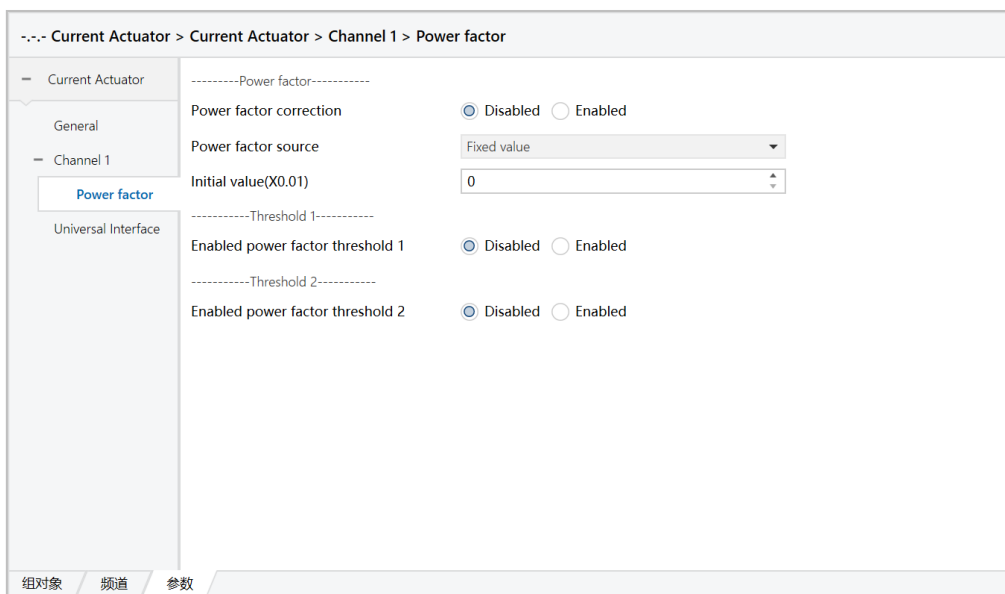 -.-.- Current Actuator > Current Actuator > Channel 1 > Power factor
Current Actuator
General
Channel 1
Power factor
Universal Interface
---------Power factor-----------
Power factor correction Disabled Enabled
Power factor source Fixed value
Initial value(X0.01) 0
-----------Threshold 1-----------
Enabled power factor threshold 1 Disabled Enabled
-----------Threshold 2-----------
Enabled power factor threshold 2 Disabled Enabled
组对象 频道 参数